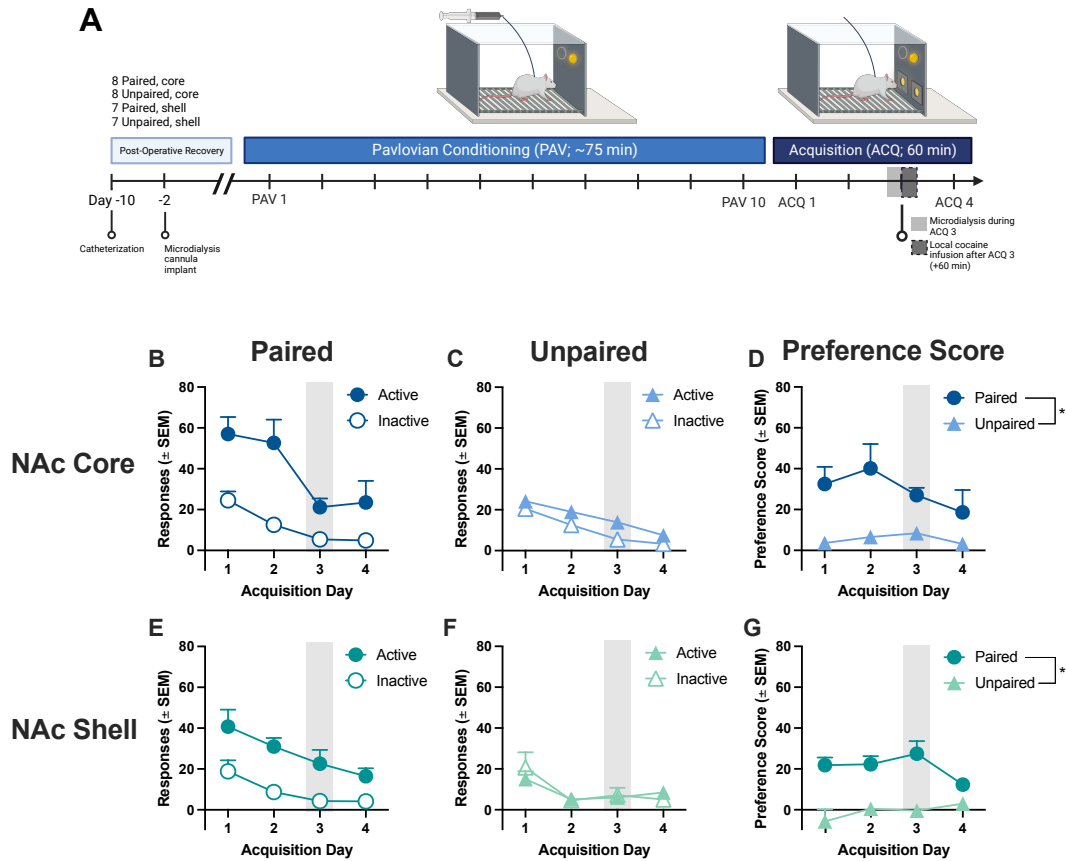 A
8 Paired, core
8 Unpaired, core
7 Paired, shell
7 Unpaired, shell
Post-Operative Recovery
Pavlovian Conditioning (PAV; ~75 min)
Acquisition (ACQ; 60 min)
Day -10
-2
PAV 1
PAV 10
ACQ 1
ACQ 4
Catheterization
Microdialysis
cannula
implant
Microdialysis during
ACQ 3
Local cocaine
infusion after ACQ 3
(+60 min)
Paired
Unpaired
Preference Score
NAc Core
B
Responses (± SEM)
80
60
40
20
0
1 2 3 4
Acquisition Day
Active
Inactive
C
Responses (± SEM)
80
60
40
20
0
1 2 3 4
Acquisition Day
Active
Inactive
D
Preference Score (± SEM)
80
60
40
20
0
1 2 3 4
Acquisition Day
Paired
Unpaired
*
NAc Shell
E
Responses (± SEM)
80
60
40
20
0
1 2 3 4
Acquisition Day
Active
Inactive
F
Responses (± SEM)
80
60
40
20
0
1 2 3 4
Acquisition Day
Active
Inactive
G
Preference Score (± SEM)
80
60
40
20
0
1 2 3 4
Acquisition Day
Paired
Unpaired
*